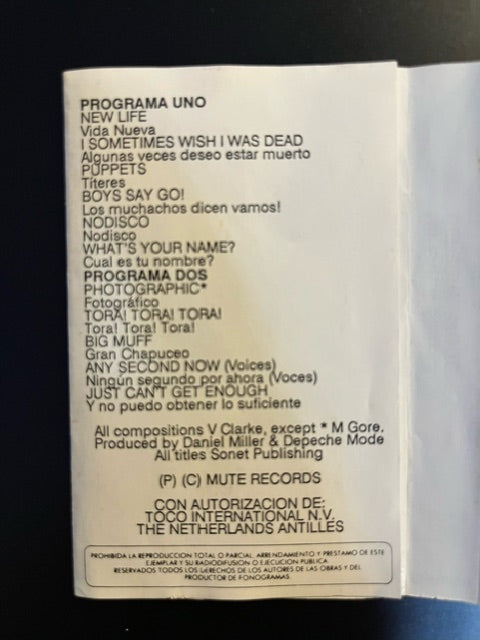 PROGRAMA UNO
NEW LIFE
Vida Nueva
I SOMETIMES WISH I WAS DEAD
Algunas veces deseo estar muerto
PUPPETS
Títeres
BOYS SAY GO!
Los muchachos dicen vamos!
NODISCO
Nodisco
WHAT'S YOUR NAME?
Cual es tu nombre?
PROGRAMA DOS
PHOTOGRAPHIC*
Fotográfico
TORA! TORA! TORA!
Tora! Tora! Tora!
BIG MUFF
Gran Chapuceo
ANY SECOND NOW (Voices)
Ningún segundo por ahora (Voces)
JUST CAN'T GET ENOUGH
Y no puedo obtener lo suficiente
All compositions V Clarke, except * M Gore.
Produced by Daniel Miller & Depeche Mode
All titles Sonet Publishing
(P) (C) MUTE RECORDS
CON AUTORIZACION DE:
TOCO INTERNATIONAL N.V.
THE NETHERLANDS ANTILLES
PROHIBIDA LA REPRODUCCION TOTAL O PARCIAL, ARRENDAMIENTO Y PRESTAMO DE ESTE
EJEMPLAR Y SU RADIODIFUSION O EJECUCION PUBLICA
RESERVADOS TODOS LOS DERECHOS DE LOS AUTORES DE LAS OBRAS Y DEL
PRODUCTOR DE FONOGRAMAS.